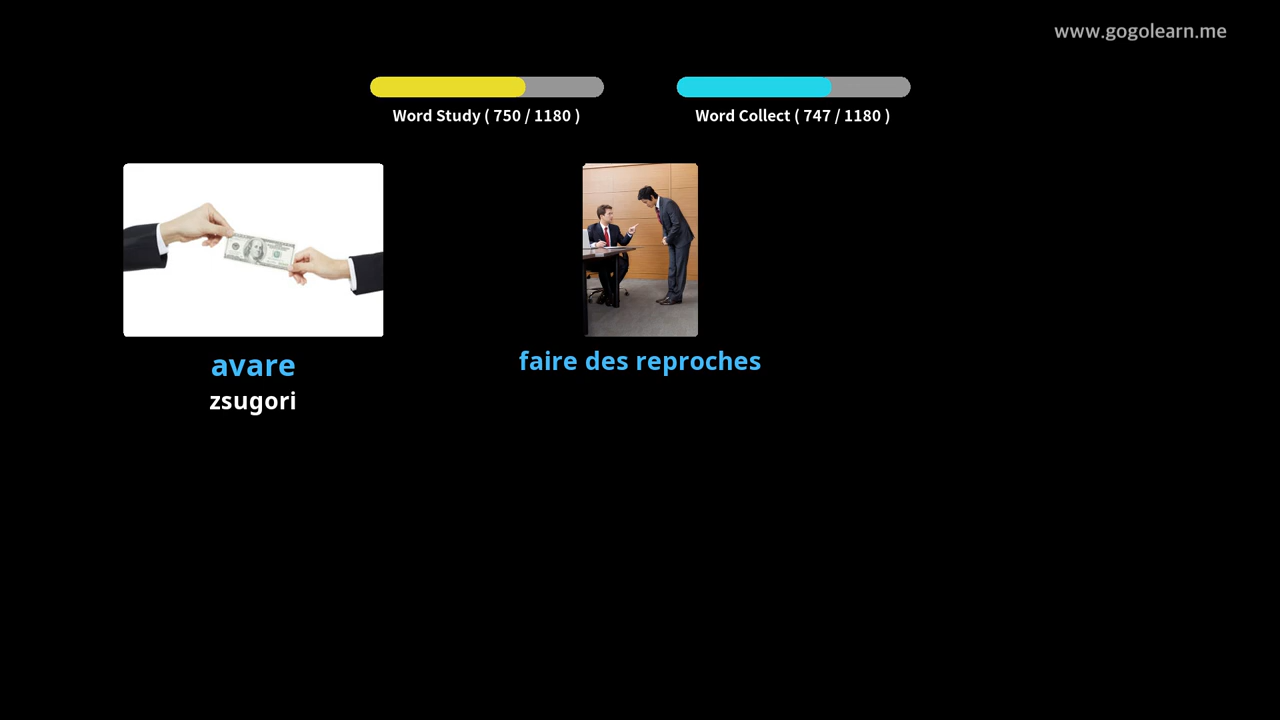 www.gogolearn.me
Word Study ( 750 / 1180 )
Word Collect ( 747 / 1180 )
avare
zsugori
faire des reproches